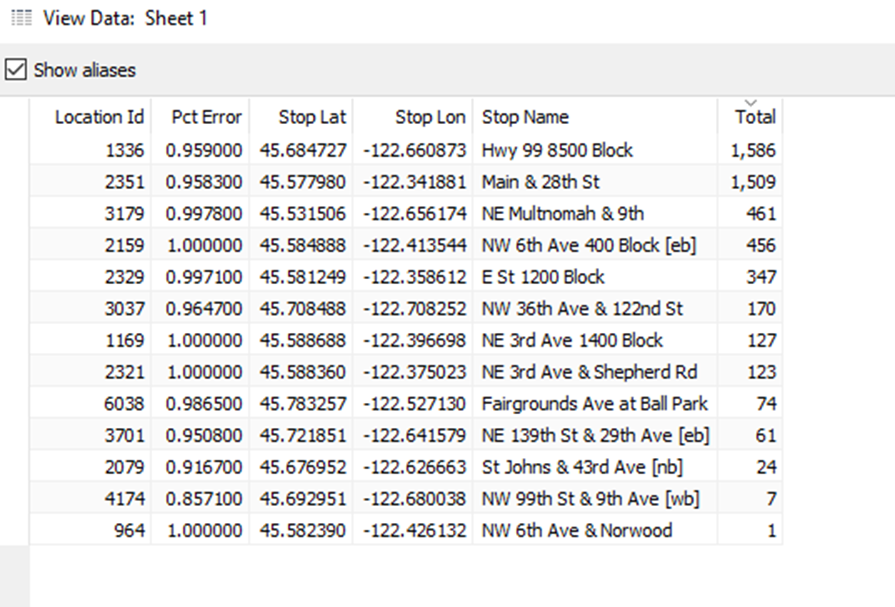 View Data: Sheet 1
Show aliases
Location Id Pct Error Stop Lat Stop Lon Stop Name Total
1336 0.959000 45.684727 -122.660873 Hwy 99 8500 Block 1,586
2351 0.958300 45.577980 -122.341881 Main & 28th St 1,509
3179 0.997800 45.531506 -122.656174 NE Multnomah & 9th 461
2159 1.000000 45.584888 -122.413544 NW 6th Ave 400 Block [eb] 456
2329 0.997100 45.581249 -122.358612 E St 1200 Block 347
3037 0.964700 45.708488 -122.708252 NW 36th Ave & 122nd St 170
1169 1.000000 45.588688 -122.396698 NE 3rd Ave 1400 Block 127
2321 1.000000 45.588360 -122.375023 NE 3rd Ave & Shepherd Rd 123
6038 0.986500 45.783257 -122.527130 Fairgrounds Ave at Ball Park 74
3701 0.950800 45.721851 -122.641579 NE 139th St & 29th Ave [eb] 61
2079 0.916700 45.676952 -122.626663 St Johns & 43rd Ave [nb] 24
4174 0.857100 45.692951 -122.680038 NW 99th St & 9th Ave [wb] 7
964 1.000000 45.582390 -122.426132 NW 6th Ave & Norwood 1